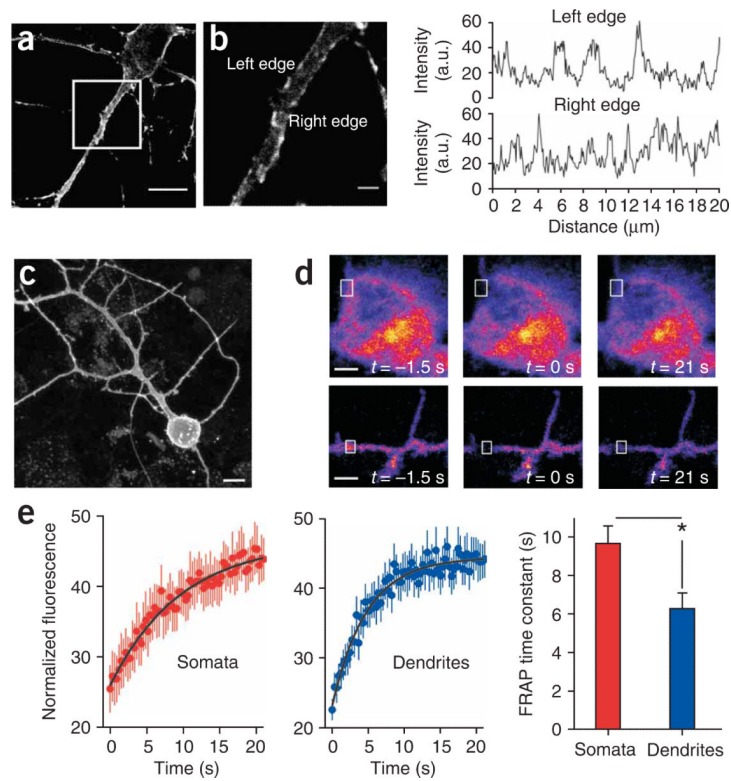 a
b
Left edge
Right edge
Left edge
Intensity
(a.u.)
60
40
20
0
Right edge
Intensity
(a.u.)
60
40
20
0
0 2 4 6 8 10 12 14 16 18 20
Distance (μm)
c
d
t = –1.5 s
t = 0 s
t = 21 s
t = –1.5 s
t = 0 s
t = 21 s
e
Normalized fluorescence
50
40
30
20
Somata
0 5 10 15 20
Time (s)
50
40
30
20
Dendrites
0 5 10 15 20
Time (s)
FRAP time constant (s)
10
8
6
4
2
0
*
Somata Dendrites